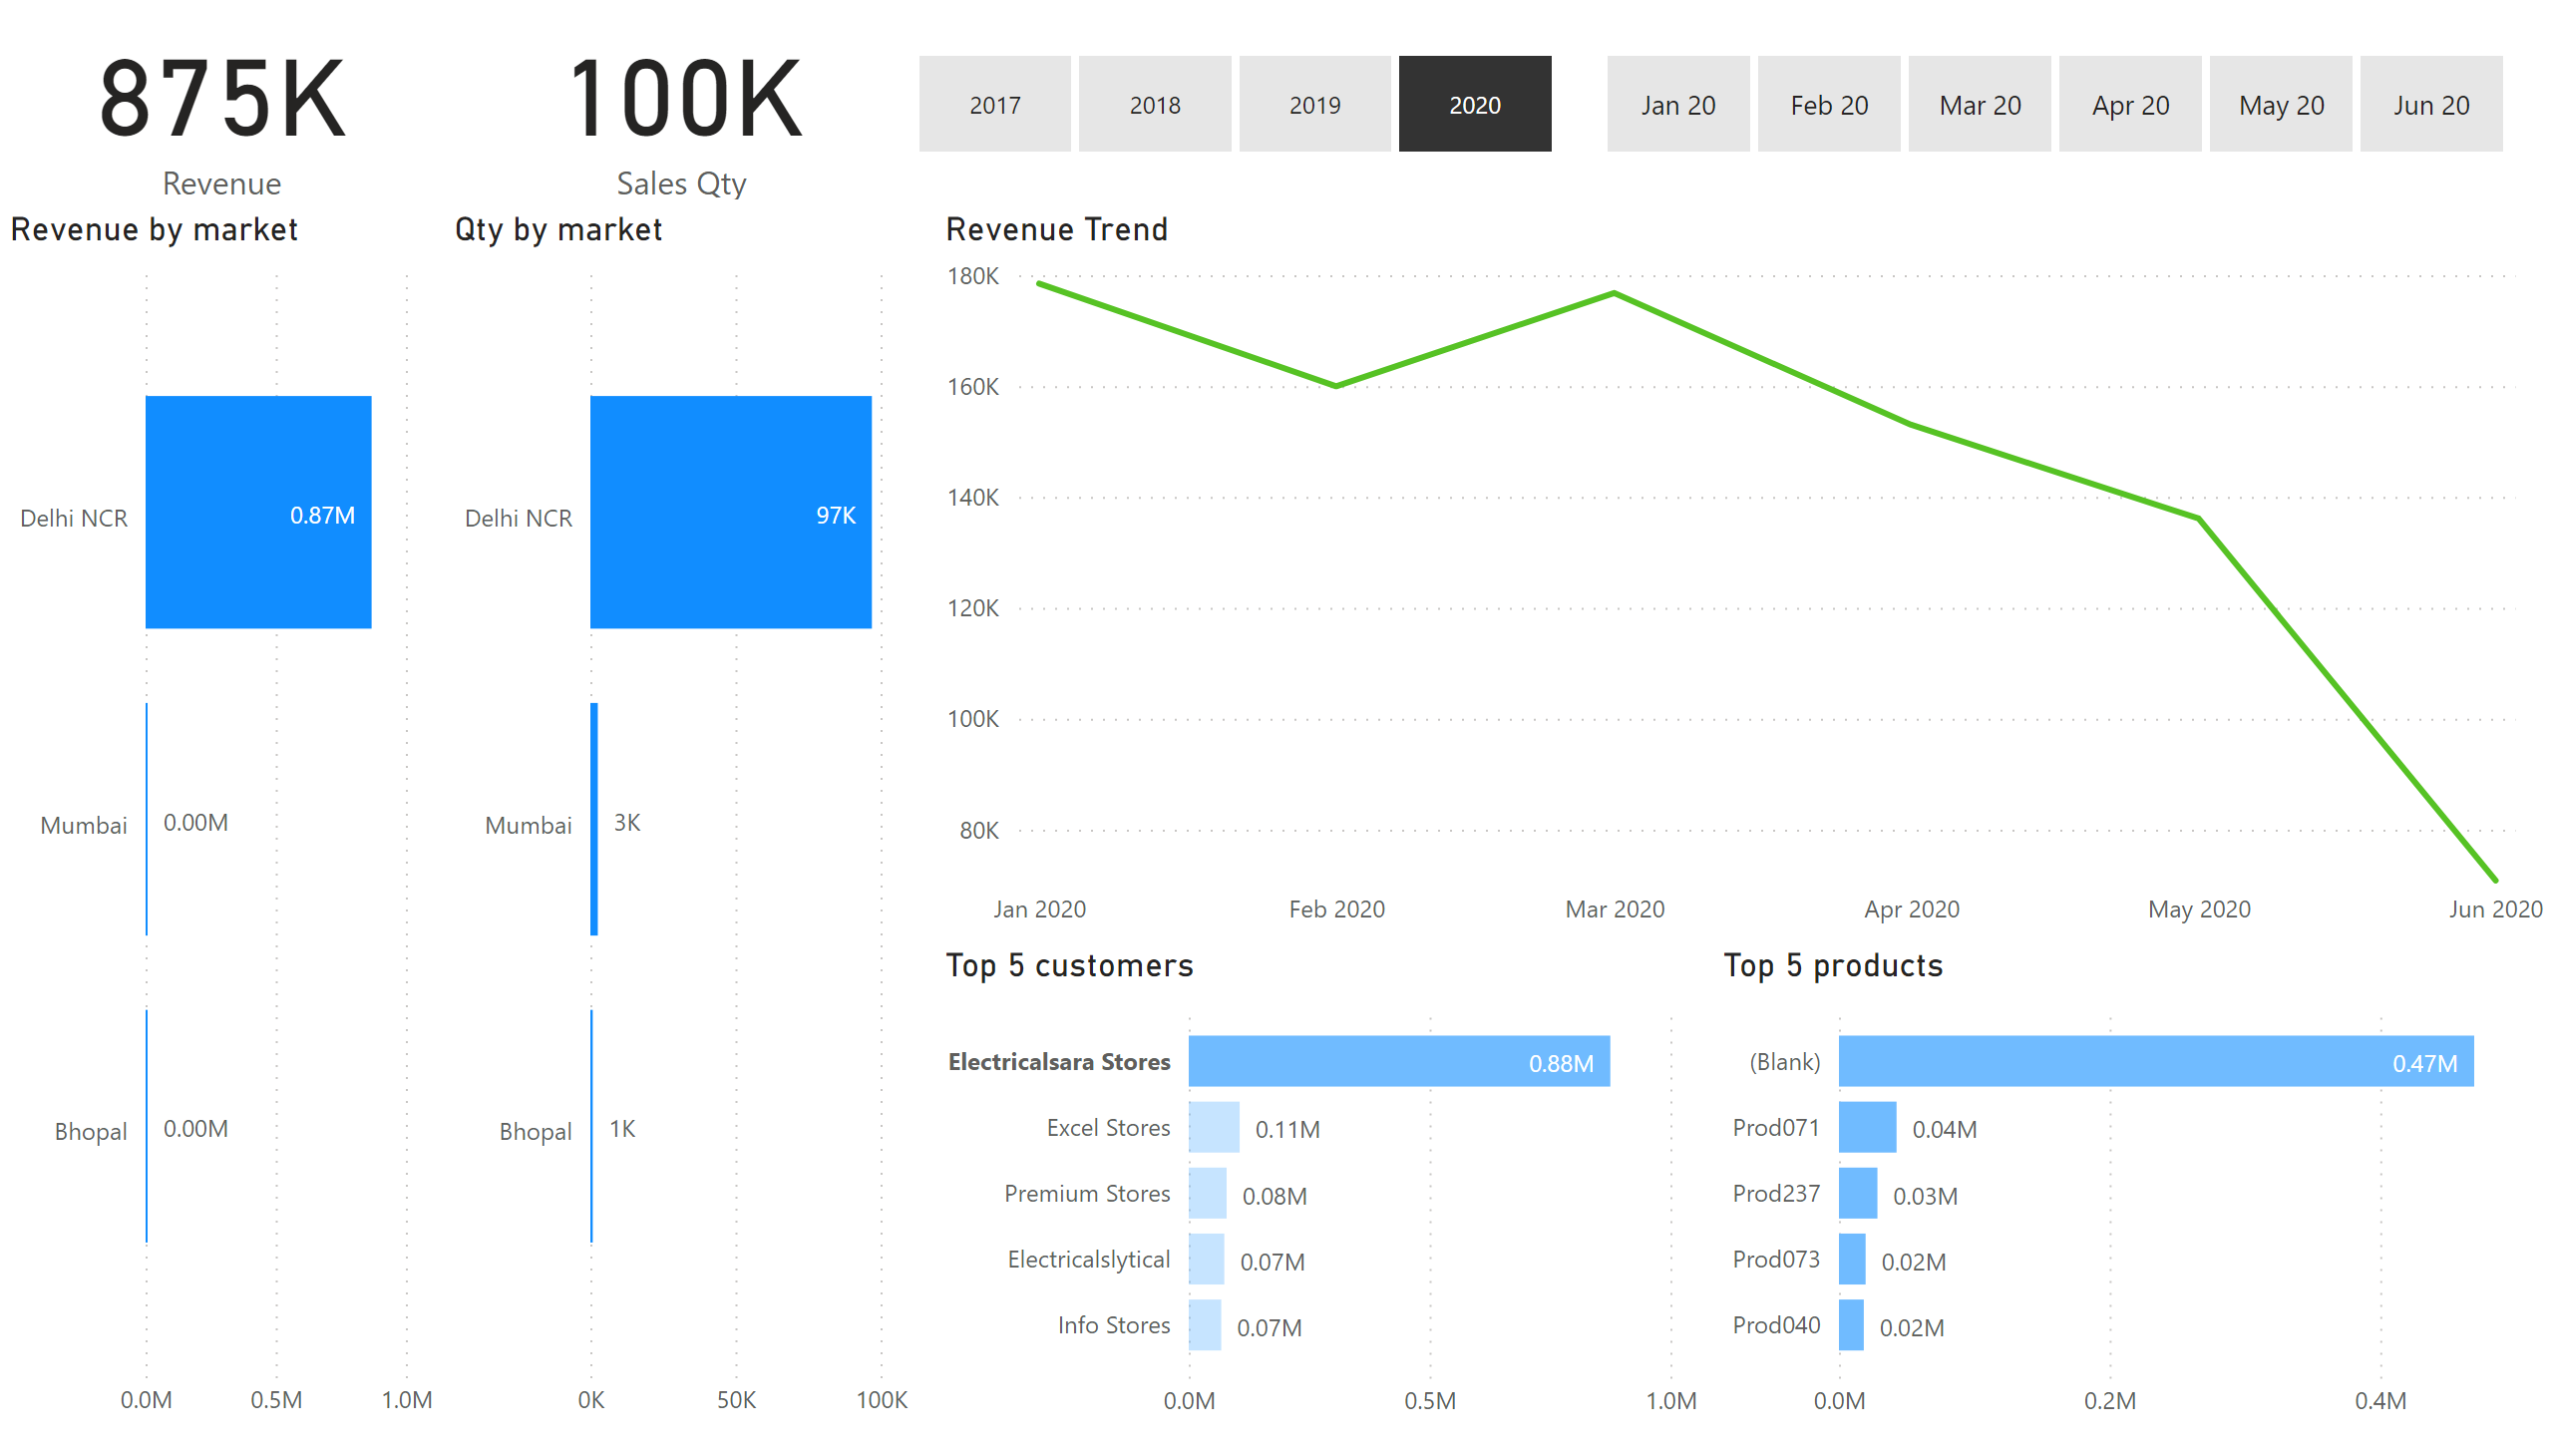 875K
Revenue
100K
Sales Qty
2017 2018 2019 2020
Jan 20 Feb 20 Mar 20 Apr 20 May 20 Jun 20
Revenue by market
Delhi NCR 0.87M
Mumbai 0.00M
Bhopal 0.00M
0.0M 0.5M 1.0M
Qty by market
Delhi NCR 97K
Mumbai 3K
Bhopal 1K
0K 50K 100K
Revenue Trend
180K
160K
140K
120K
100K
80K
Jan 2020 Feb 2020 Mar 2020 Apr 2020 May 2020 Jun 2020
Top 5 customers
Electricalsara Stores 0.88M
Excel Stores 0.11M
Premium Stores 0.08M
Electricalslytical 0.07M
Info Stores 0.07M
0.0M 0.5M 1.0M
Top 5 products
(Blank) 0.47M
Prod071 0.04M
Prod237 0.03M
Prod073 0.02M
Prod040 0.02M
0.0M 0.2M 0.4M